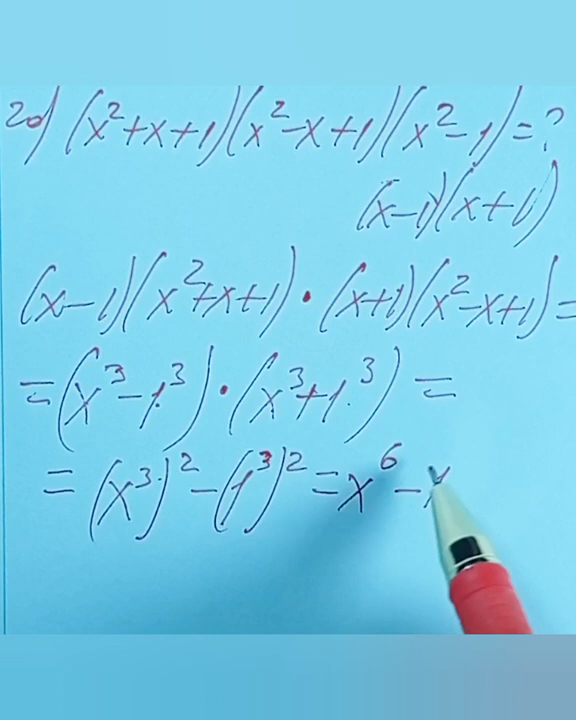 20) (x²+x+1)(x²-x+1)(x²-1)=?
(x-1)(x+1)
(x-1)(x²+x+1)·(x+1)(x²-x+1)=
=(x³-1³)·(x³+1³)=
=(x³)²-(1³)²=x⁶-